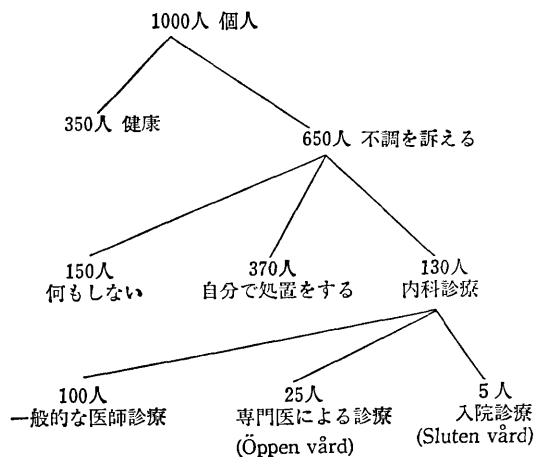 1000人 個人
350人 健康
650人 不調を訴える
150人
何もしない
370人
自分で処置をする
130人
内科診療
100人
一般的な医師診療
25人
専門医による診療
(Öppen vård)
5人
入院診療
(Sluten vård)